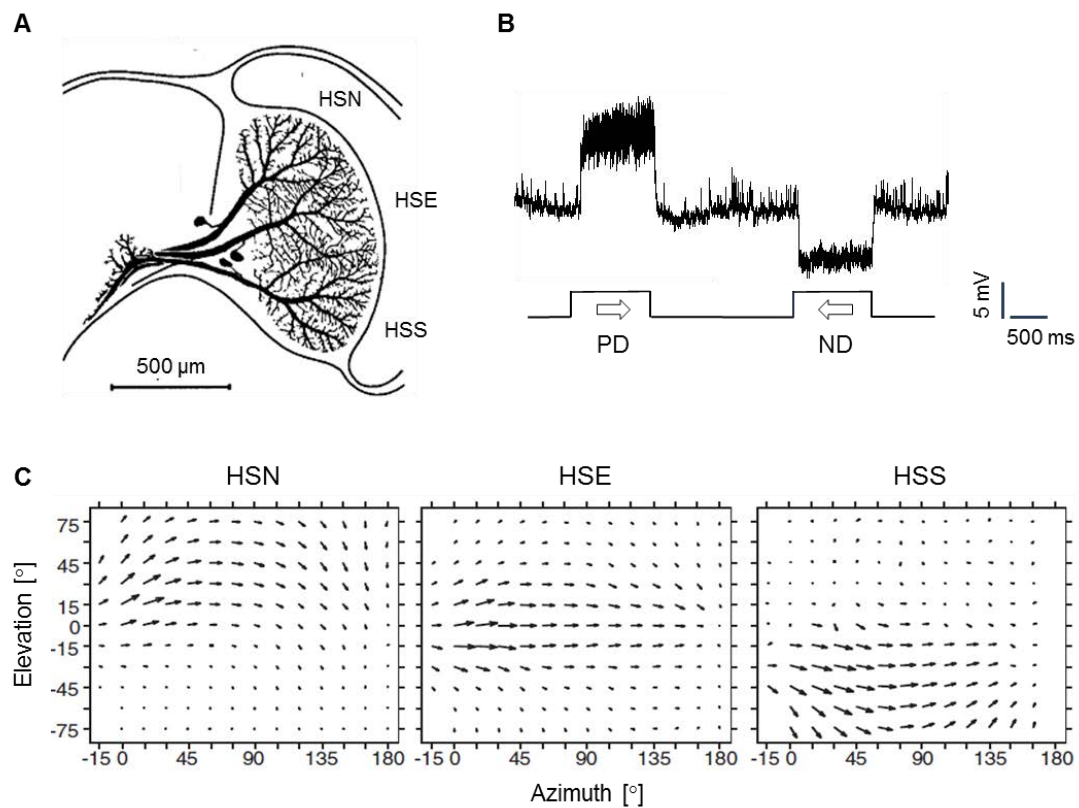 A
HSN
HSE
HSS
500 µm
B
PD
ND
5 mV
500 ms
C
HSN HSE HSS
75
45
15
0
-15
-45
-75
Elevation [°]
-15 0 45 90 135 180 -15 0 45 90 135 180 -15 0 45 90 135 180
Azimuth [°]